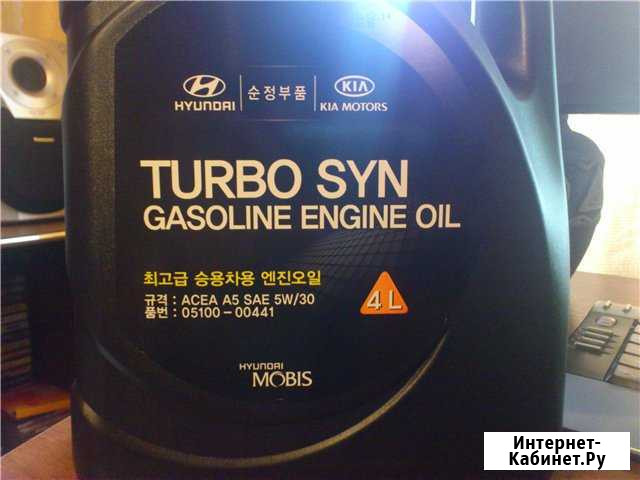 HYUNDAI 순정부품 KIA
KIA MOTORS
TURBO SYN
GASOLINE ENGINE OIL
최고급 승용차용 엔진오일
규격 : ACEA A5 SAE 5W/30
품번 : 05100-00441
4 L
HYUNDAI
MOBIS
Интернет-
Кабинет.Ру